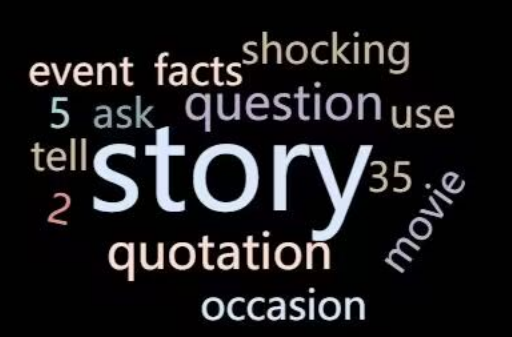 shocking
event facts
5 ask question use
tell story 35
2 movie
quotation
occasion